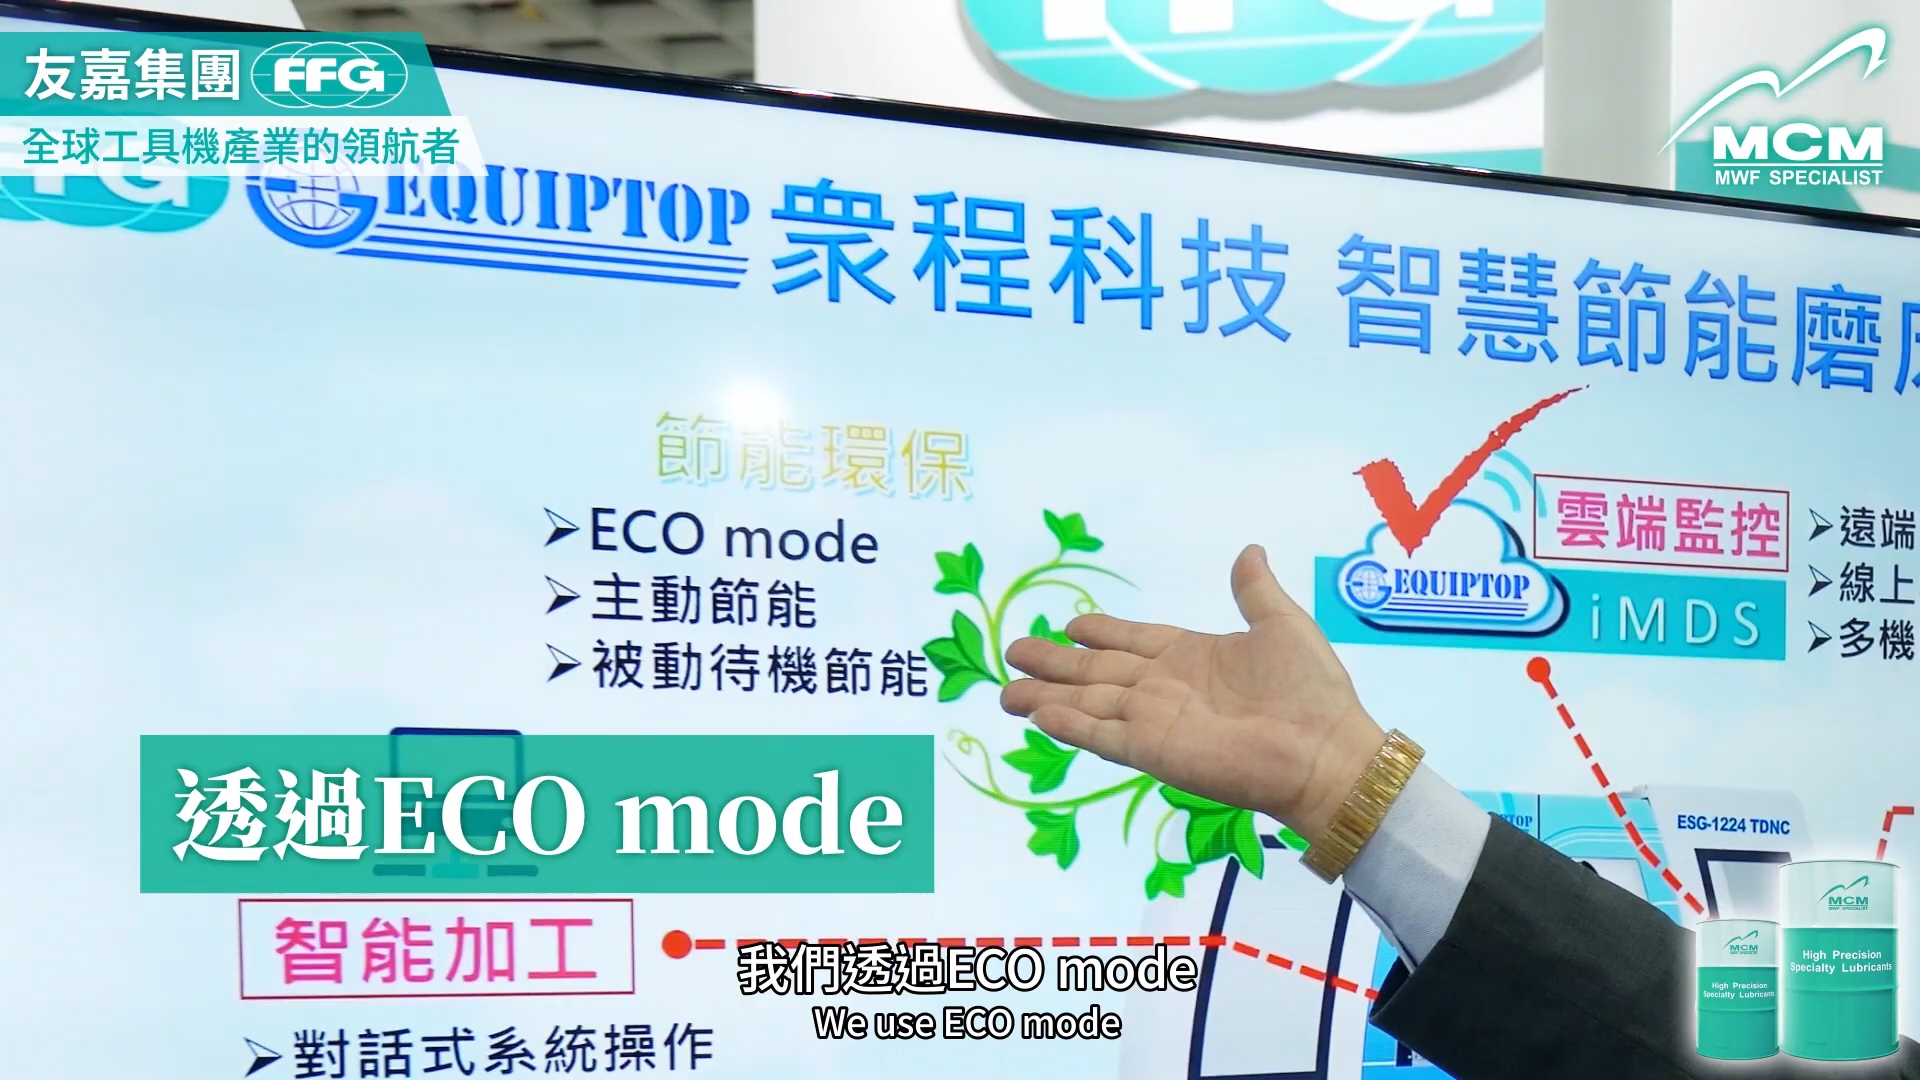 友嘉集團 FFG
全球工具機產業的領航者
MCM
MWF SPECIALIST
FFG
EQUIPTOP 衆程科技 智慧節能磨床
節能環保
➢ECO mode
➢主動節能
➢被動待機節能
雲端監控
EQUIPTOP
iMDS
➢遠端
➢線上
➢多機
透過ECO mode
ESG-1224 TDNC
智能加工
➢對話式系統操作
我們透過ECO mode
We use ECO mode
MCM
MWF SPECIALIST
High Precision
Specialty Lubricants
MCM
High Precision
Specialty Lubricants